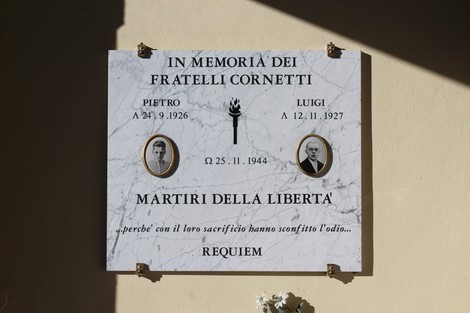 IN MEMORIA DEI
FRATELLI CORNETTI
PIETRO
Α 24.9.1926
LUIGI
Α 12.11.1927
Ω 25.11.1944
MARTIRI DELLA LIBERTA'
...perche' con il loro sacrificio hanno sconfitto l'odio...
REQUIEM